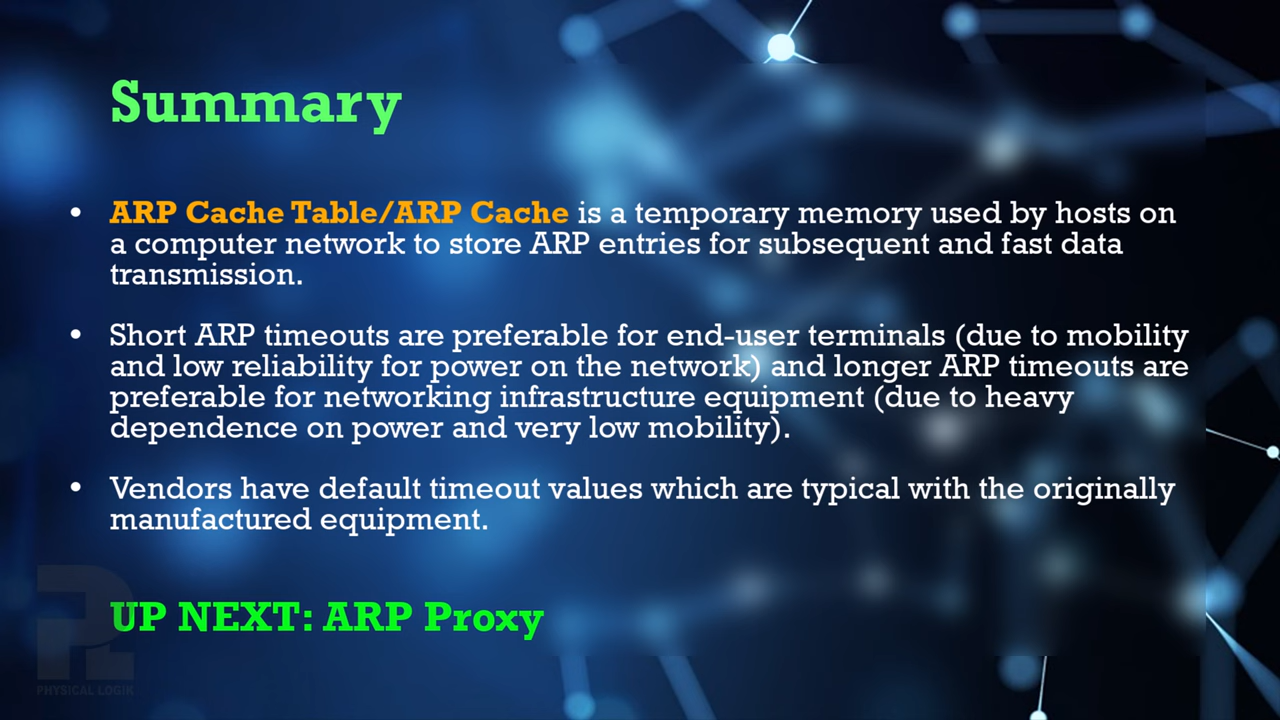 Summary
• ARP Cache Table/ARP Cache is a temporary memory used by hosts on
a computer network to store ARP entries for subsequent and fast data
transmission.
• Short ARP timeouts are preferable for end-user terminals (due to mobility
and low reliability for power on the network) and longer ARP timeouts are
preferable for networking infrastructure equipment (due to heavy
dependence on power and very low mobility).
• Vendors have default timeout values which are typical with the originally
manufactured equipment.
UP NEXT: ARP Proxy
PHYSICAL LOGIK